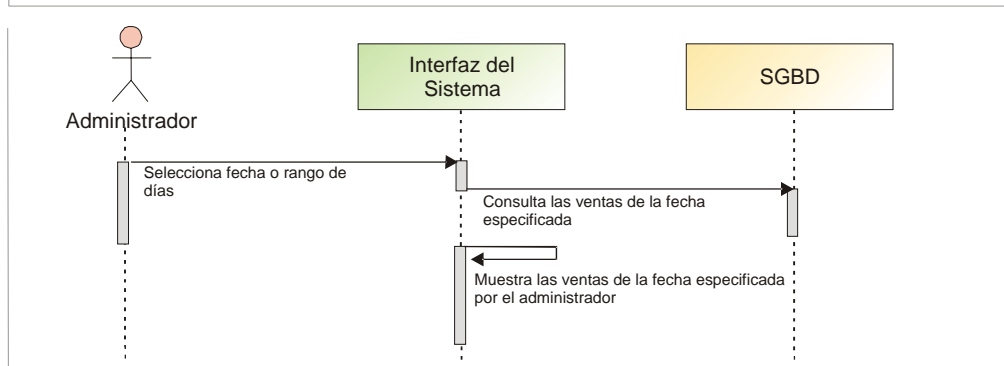 Interfaz del
Sistema
SGBD
Administrador
Selecciona fecha o rango de
días
Consulta las ventas de la fecha
especificada
Muestra las ventas de la fecha especificada
por el administrador